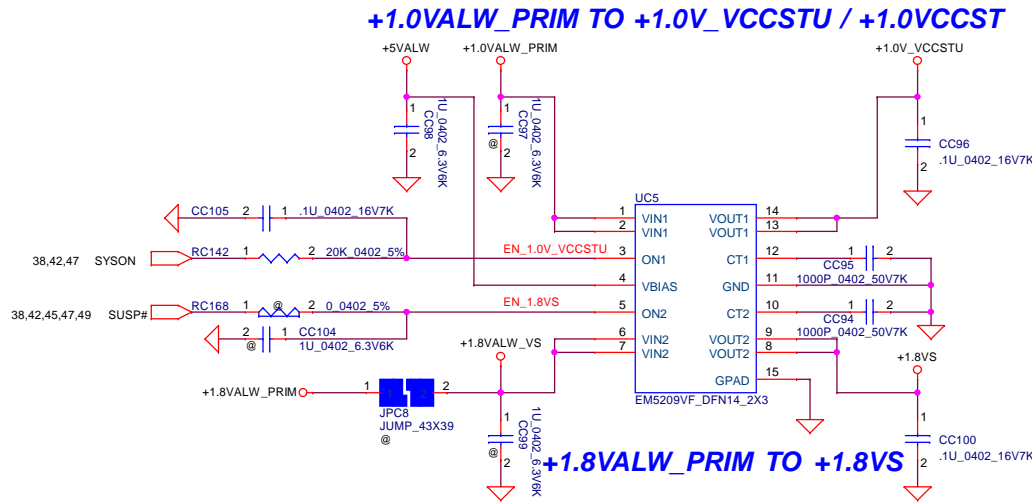 +1.0VALW_PRIM TO +1.0V_VCCSTU / +1.0VCCST
+5VALW
+1.0VALW_PRIM
+1.0V_VCCSTU
1
2
CC98
1U_0402_6.3V6K
1
2
@
CC97
1U_0402_6.3V6K
1
2
CC96
.1U_0402_16V7K
CC105
2
1
.1U_0402_16V7K
38,42,47
SYSON
RC142
1
2
20K_0402_5%
EN_1.0V_VCCSTU
38,42,45,47,49
SUSP#
RC168
1
@
2
0_0402_5%
EN_1.8VS
2
1
@
CC104
1U_0402_6.3V6K
+1.8VALW_PRIM
1
1
2
2
JPC8
JUMP_43X39
@
+1.8VALW_VS
1
2
@
CC99
1U_0402_6.3V6K
UC5
1
VIN1
VOUT1
14
2
VIN1
VOUT1
13
3
ON1
CT1
12
4
VBIAS
GND
11
5
ON2
CT2
10
6
VIN2
VOUT2
9
7
VIN2
VOUT2
8
GPAD
15
EM5209VF_DFN14_2X3
1
2
CC95
1000P_0402_50V7K
1
2
CC94
1000P_0402_50V7K
+1.8VS
1
2
CC100
.1U_0402_16V7K
+1.8VALW_PRIM TO +1.8VS